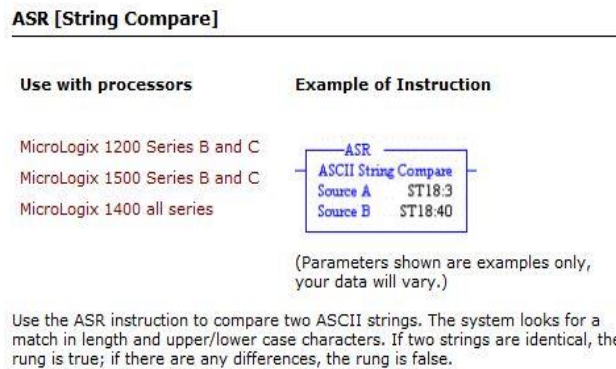 ASR [String Compare]
Use with processors
Example of Instruction
MicroLogix 1200 Series B and C
MicroLogix 1500 Series B and C
MicroLogix 1400 all series
ASR
ASCII String Compare
Source A ST18:3
Source B ST18:40
(Parameters shown are examples only,
your data will vary.)
Use the ASR instruction to compare two ASCII strings. The system looks for a
match in length and upper/lower case characters. If two strings are identical, the
rung is true; if there are any differences, the rung is false.